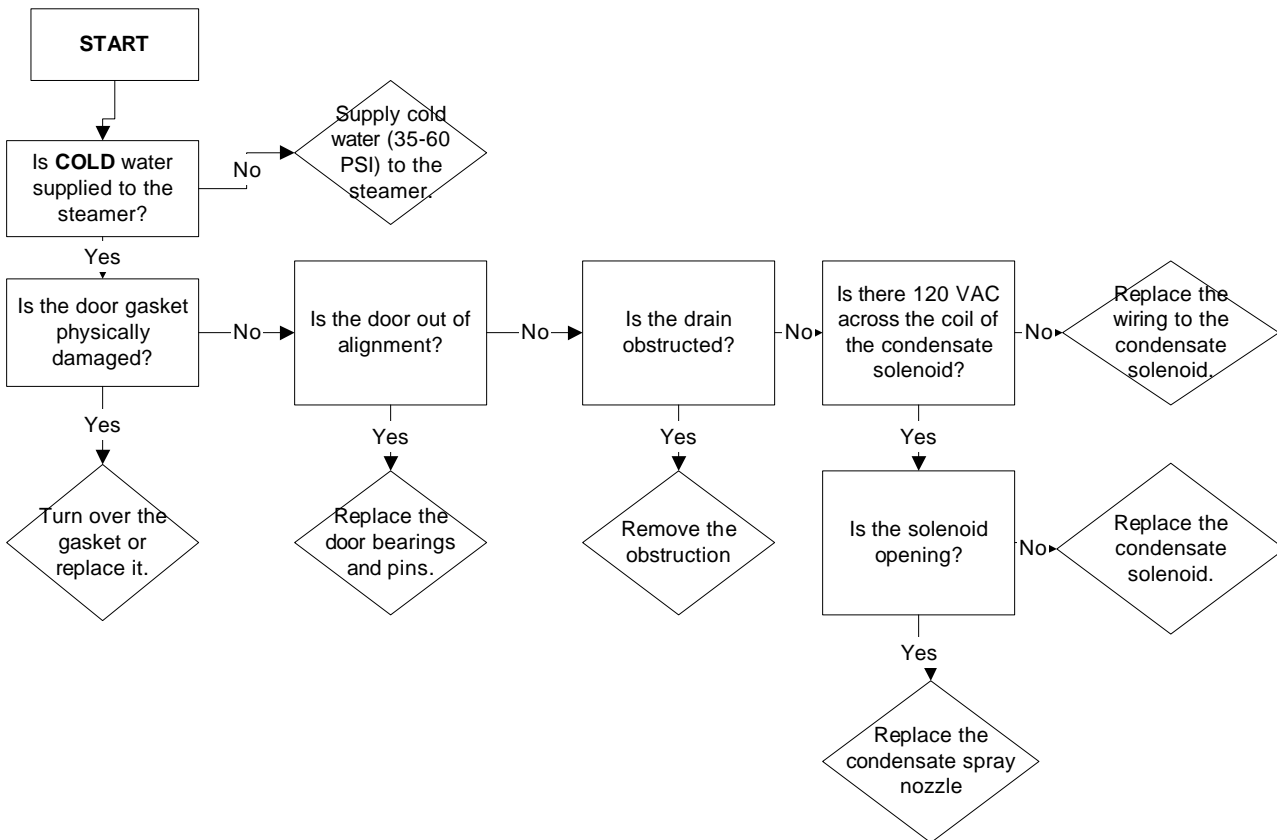 START
Is COLD water
supplied to the
steamer?
No
Supply cold
water (35-60
PSI) to the
steamer.
Yes
Is the door gasket
physically
damaged?
No
Is the door out of
alignment?
No
Is the drain
obstructed?
No
Is there 120 VAC
across the coil of
the condensate
solenoid?
No
Replace the
wiring to the
condensate
solenoid.
Yes
Turn over the
gasket or
replace it.
Yes
Replace the
door bearings
and pins.
Yes
Remove the
obstruction
Yes
Is the solenoid
opening?
No
Replace the
condensate
solenoid.
Yes
Replace the
condensate spray
nozzle